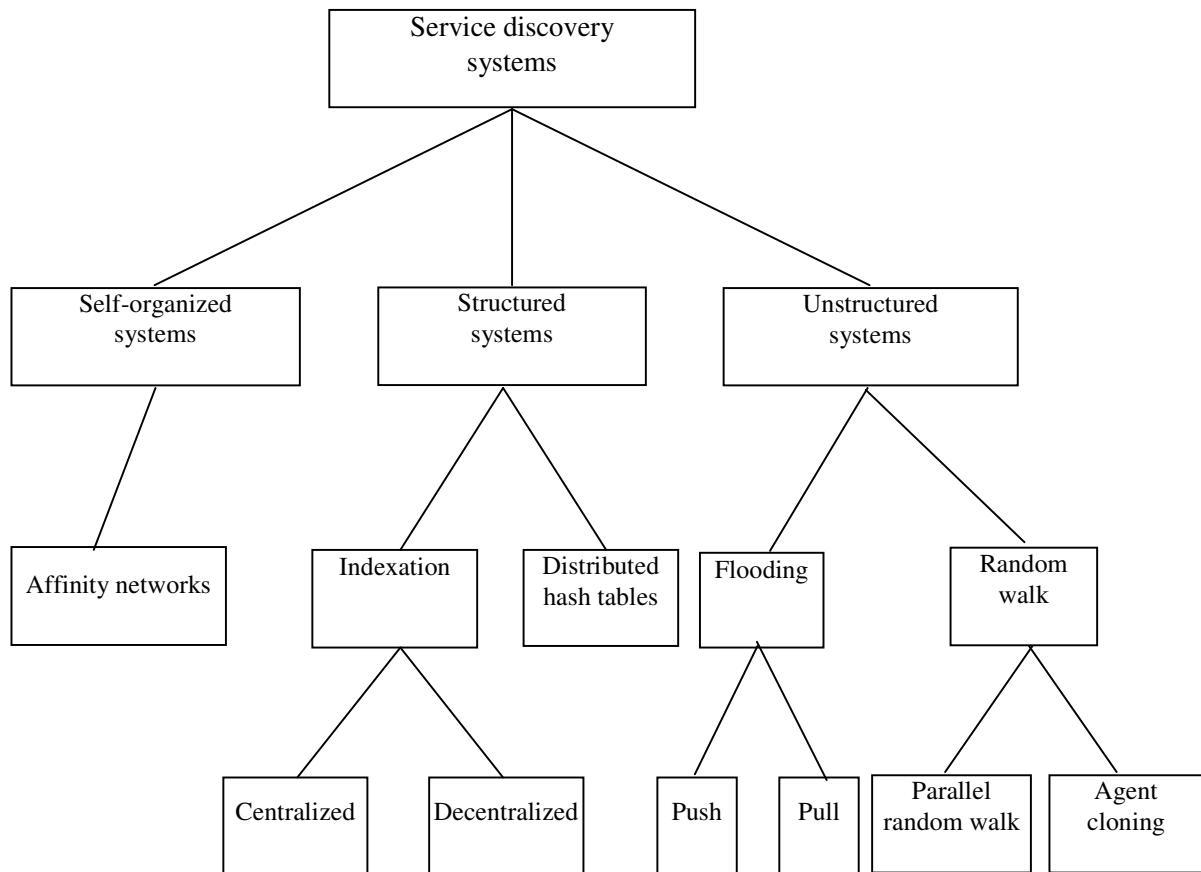 Service discovery
systems
Self-organized
systems
Structured
systems
Unstructured
systems
Affinity networks
Indexation
Distributed
hash tables
Flooding
Random
walk
Centralized
Decentralized
Push
Pull
Parallel
random walk
Agent
cloning